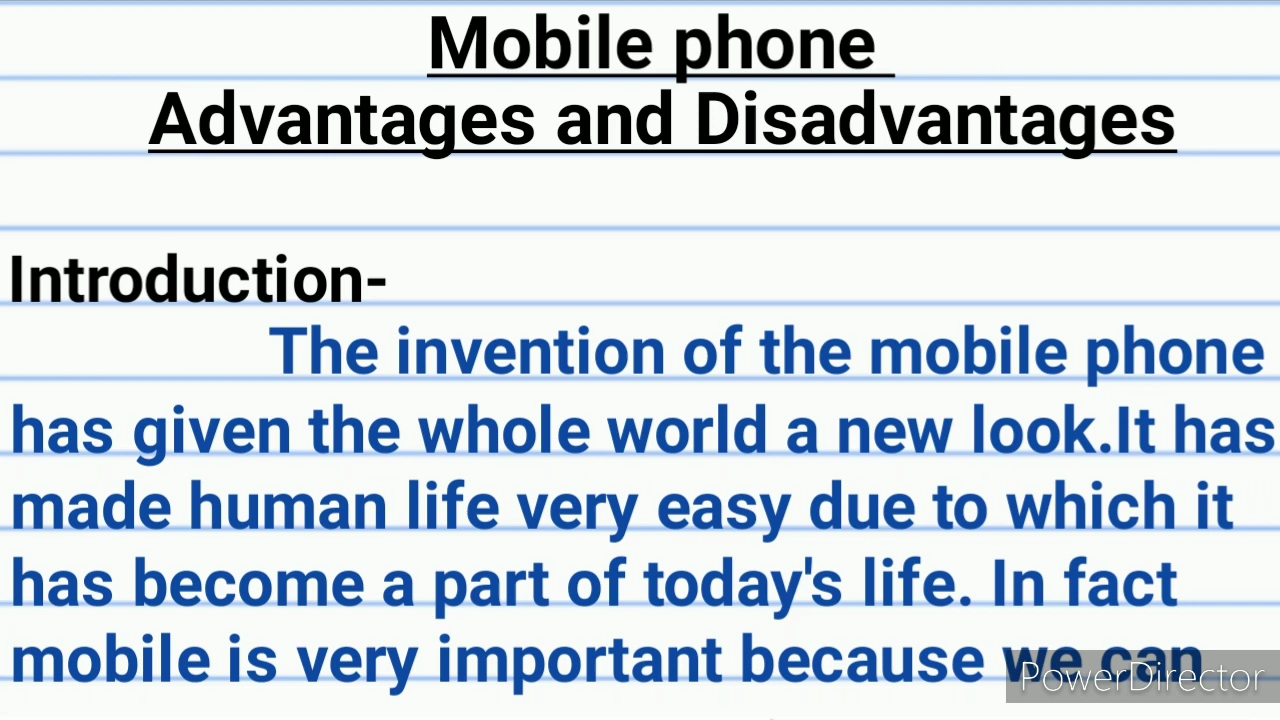 Mobile phone
Advantages and Disadvantages
Introduction-
The invention of the mobile phone
has given the whole world a new look.It has
made human life very easy due to which it
has become a part of today's life. In fact
mobile is very important because we can
PowerDirector